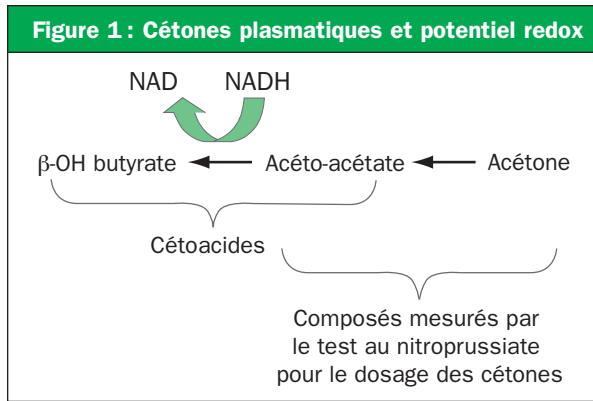 Figure 1 : Cétones plasmatiques et potentiel redox
NAD NADH
β-OH butyrate Acéto-acétate Acétone
Cétoacides
Composés mesurés par
le test au nitroprussiate
pour le dosage des cétones